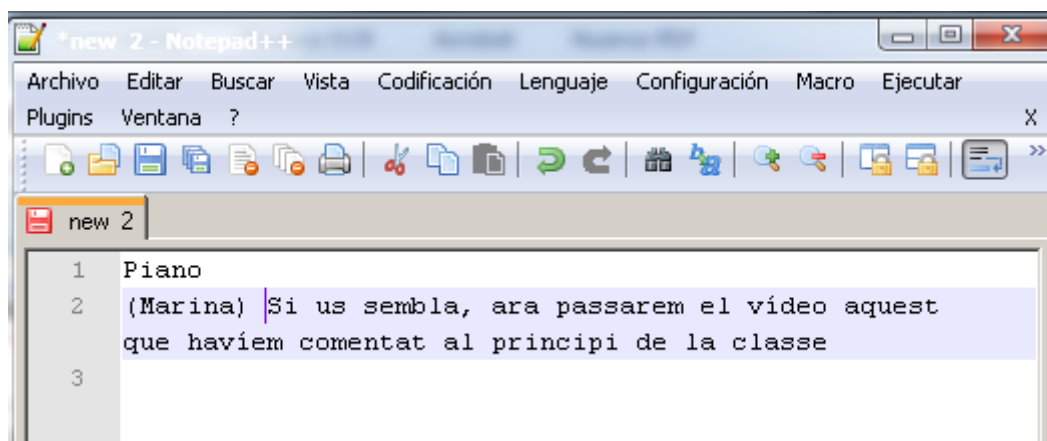 *new 2 - Notepad++
Archivo Editar Buscar Vista Codificación Lenguaje Configuración Macro Ejecutar
Plugins Ventana ? X
new 2
1 Piano
2 (Marina) Si us sembla, ara passarem el vídeo aquest
que havíem comentat al principi de la classe
3